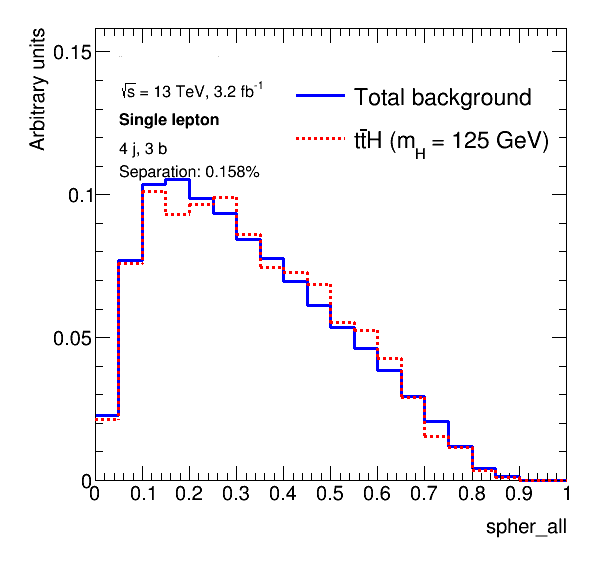 Arbitrary units
0.15
0.1
0.05
0
√s = 13 TeV, 3.2 fb⁻¹
Single lepton
4 j, 3 b
Separation: 0.158%
Total background
tt̄H (m_H = 125 GeV)
0 0.1 0.2 0.3 0.4 0.5 0.6 0.7 0.8 0.9 1
spher_all